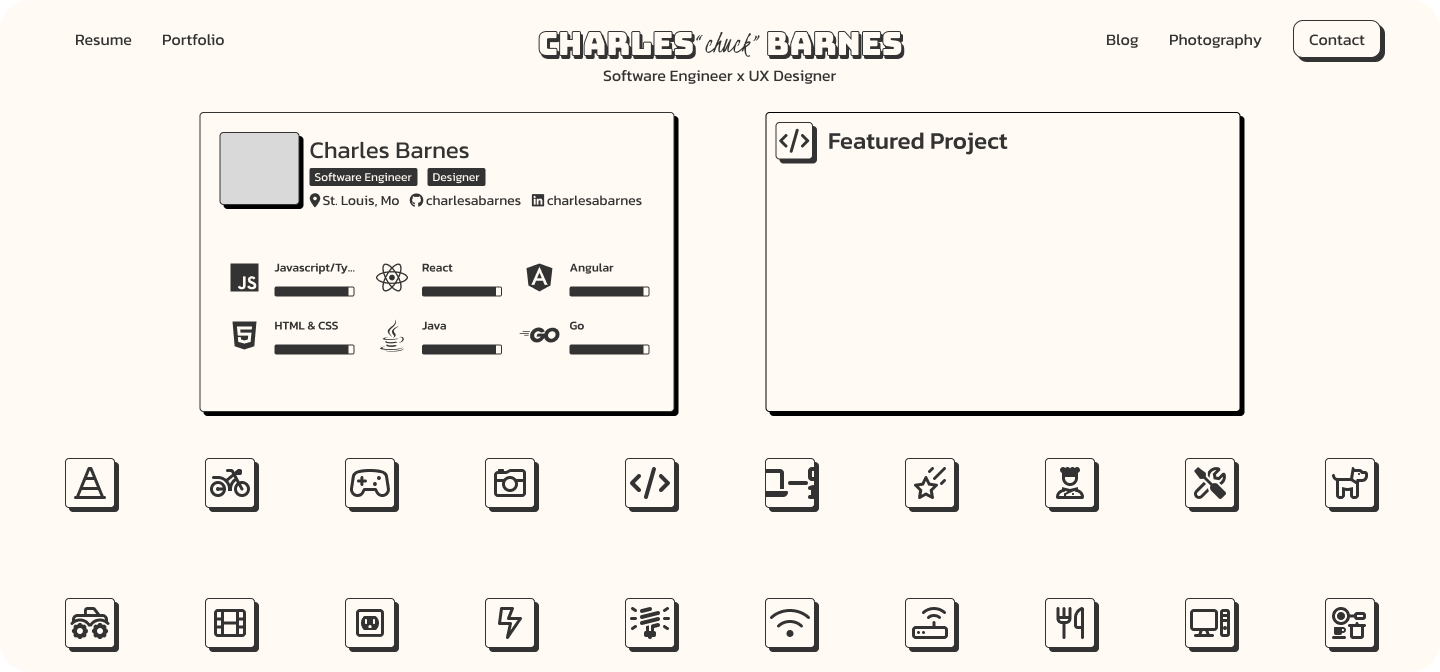 Resume Portfolio
CHARLES “chuck” BARNES
Software Engineer x UX Designer
Blog Photography Contact
Charles Barnes
Software Engineer Designer
St. Louis, Mo charlesabarnes charlesabarnes
JS Javascript/Ty...
React
Angular
HTML & CSS
Java
GO Go
</> Featured Project